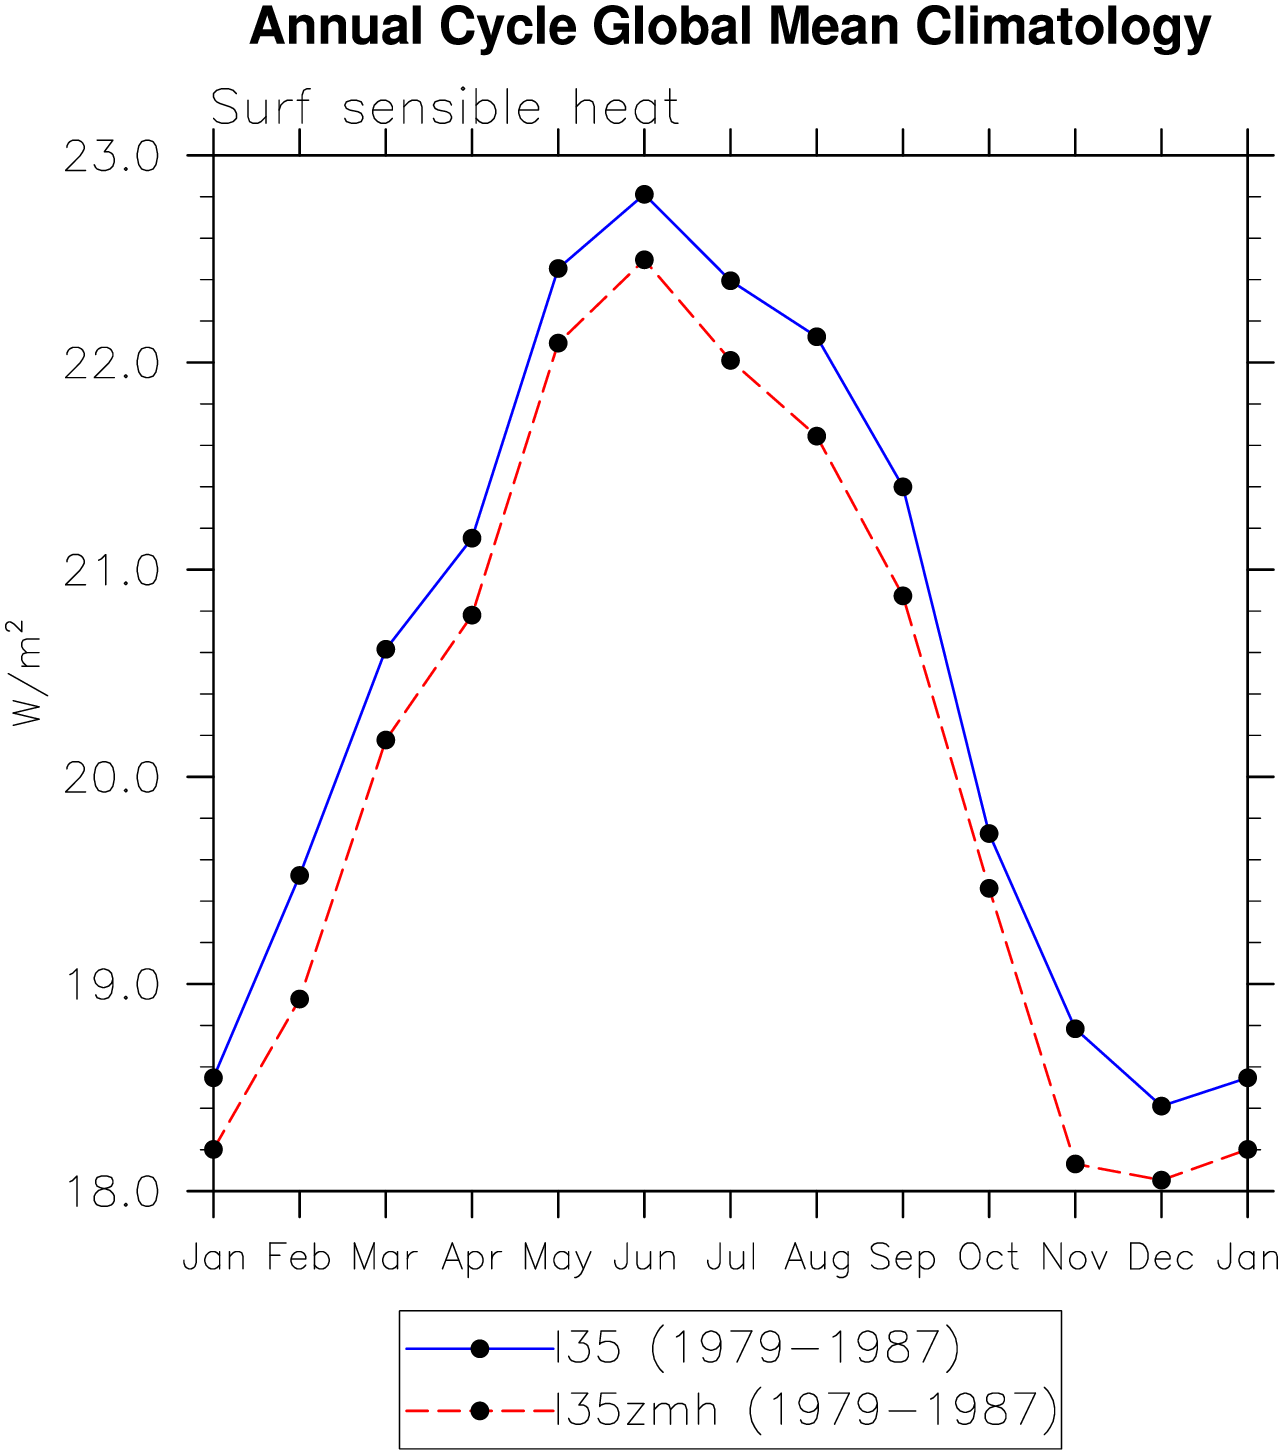 Annual Cycle Global Mean Climatology
Surf sensible heat
23.0
22.0
21.0
20.0
19.0
18.0
W/m²
Jan Feb Mar Apr May Jun Jul Aug Sep Oct Nov Dec Jan
I35 (1979−1987)
I35zmh (1979−1987)